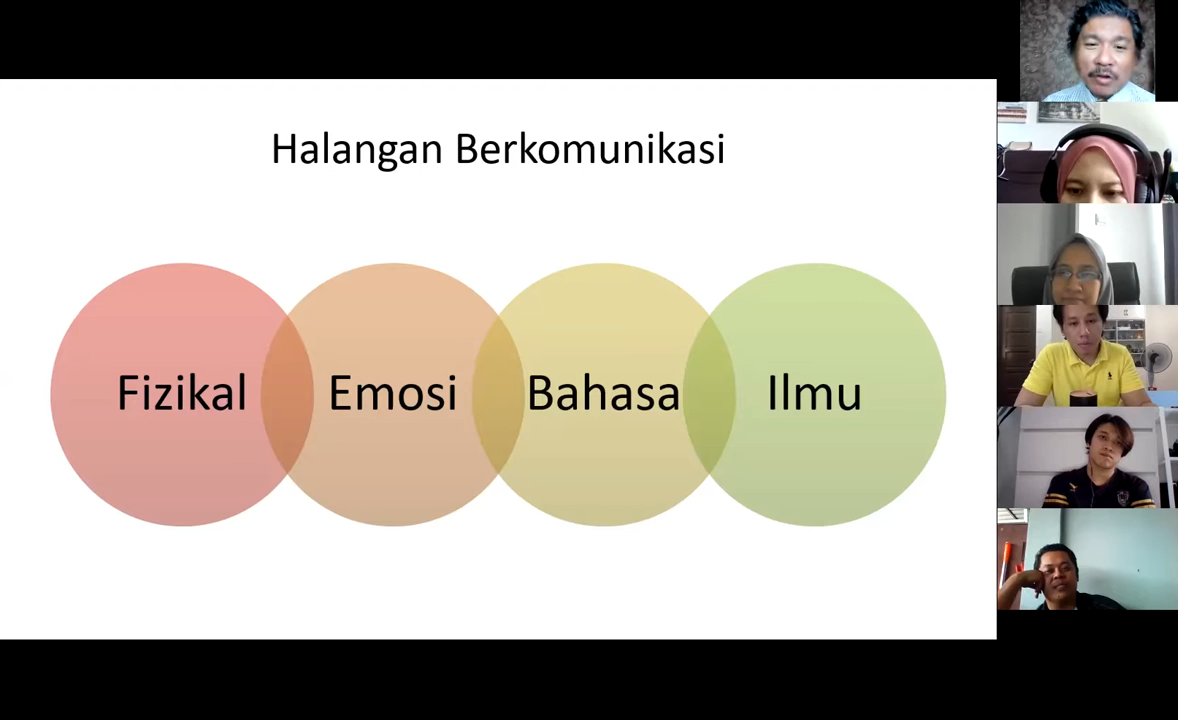 Halangan Berkomunikasi
Fizikal
Emosi
Bahasa
Ilmu